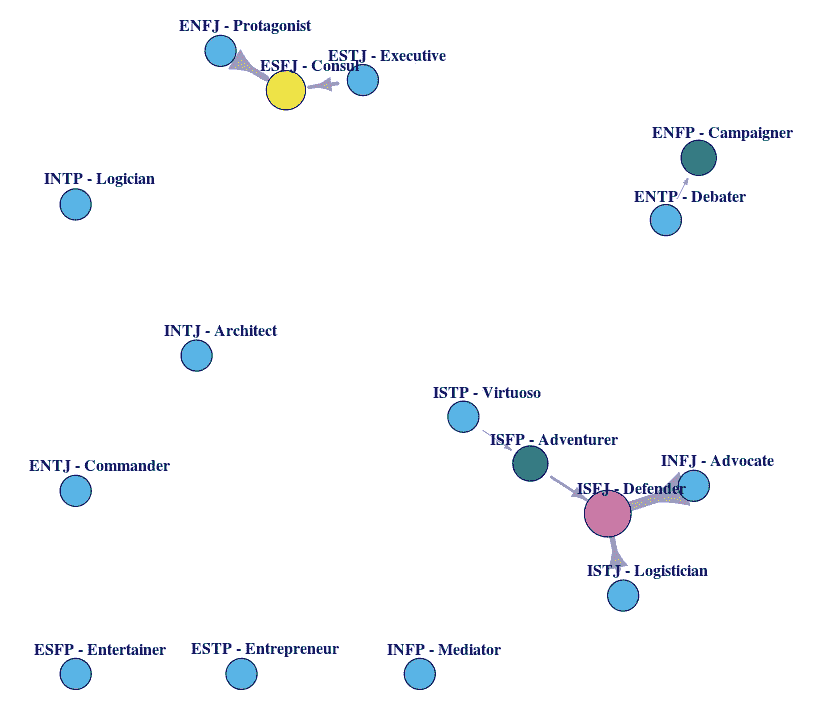 ENFJ - Protagonist
ESTJ - Executive
ESFJ - Consul
ENFP - Campaigner
INTP - Logician
ENTP - Debater
INTJ - Architect
ISTP - Virtuoso
ISFP - Adventurer
ENTJ - Commander
INFJ - Advocate
ISFJ - Defender
ISTJ - Logistician
ESFP - Entertainer
ESTP - Entrepreneur
INFP - Mediator